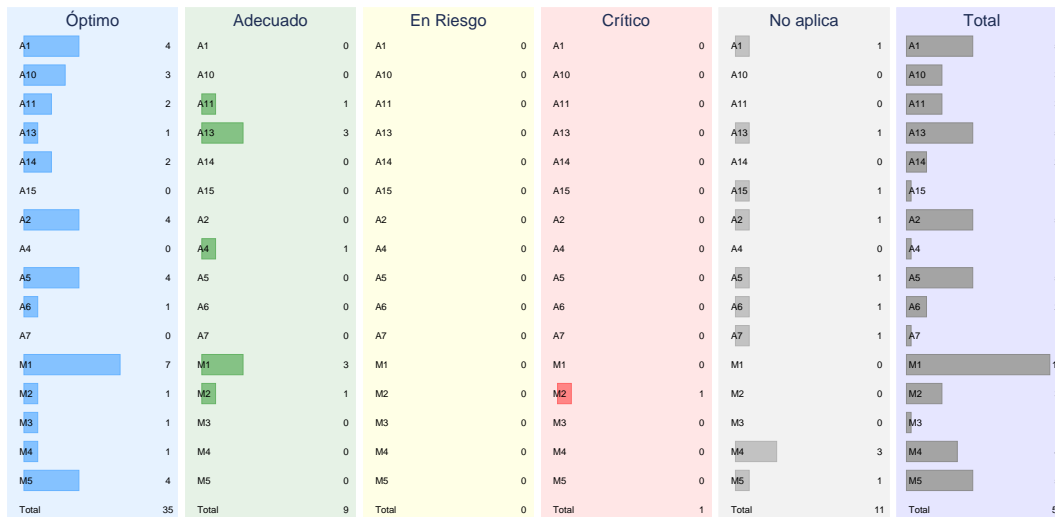 Óptimo Adecuado En Riesgo Crítico No aplica Total
A1 4 A1 0 A1 0 A1 0 A1 1 A1
A10 3 A10 0 A10 0 A10 0 A10 0 A10
A11 2 A11 1 A11 0 A11 0 A11 0 A11
A13 1 A13 3 A13 0 A13 0 A13 1 A13
A14 2 A14 0 A14 0 A14 0 A14 0 A14
A15 0 A15 0 A15 0 A15 0 A15 1 A15
A2 4 A2 0 A2 0 A2 0 A2 1 A2
A4 0 A4 1 A4 0 A4 0 A4 0 A4
A5 4 A5 0 A5 0 A5 0 A5 1 A5
A6 1 A6 0 A6 0 A6 0 A6 1 A6
A7 0 A7 0 A7 0 A7 0 A7 1 A7
M1 7 M1 3 M1 0 M1 0 M1 0 M1
M2 1 M2 1 M2 0 M2 1 M2 0 M2
M3 1 M3 0 M3 0 M3 0 M3 0 M3
M4 1 M4 0 M4 0 M4 0 M4 3 M4
M5 4 M5 0 M5 0 M5 0 M5 1 M5
Total 35 Total 9 Total 0 Total 1 Total 11 Total